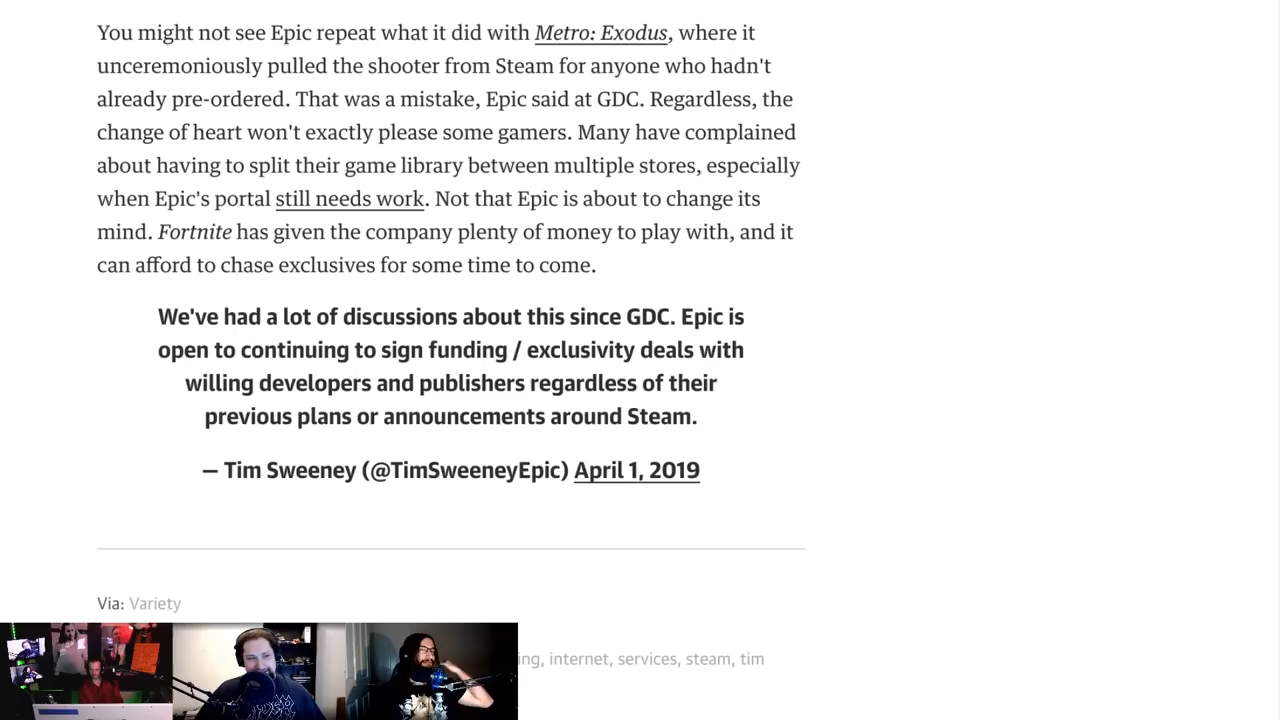 You might not see Epic repeat what it did with Metro: Exodus, where it
unceremoniously pulled the shooter from Steam for anyone who hadn't
already pre-ordered. That was a mistake, Epic said at GDC. Regardless, the
change of heart won't exactly please some gamers. Many have complained
about having to split their game library between multiple stores, especially
when Epic's portal still needs work. Not that Epic is about to change its
mind. Fortnite has given the company plenty of money to play with, and it
can afford to chase exclusives for some time to come.
We've had a lot of discussions about this since GDC. Epic is
open to continuing to sign funding / exclusivity deals with
willing developers and publishers regardless of their
previous plans or announcements around Steam.
— Tim Sweeney (@TimSweeneyEpic) April 1, 2019
Via: Variety
ing, internet, services, steam, tim